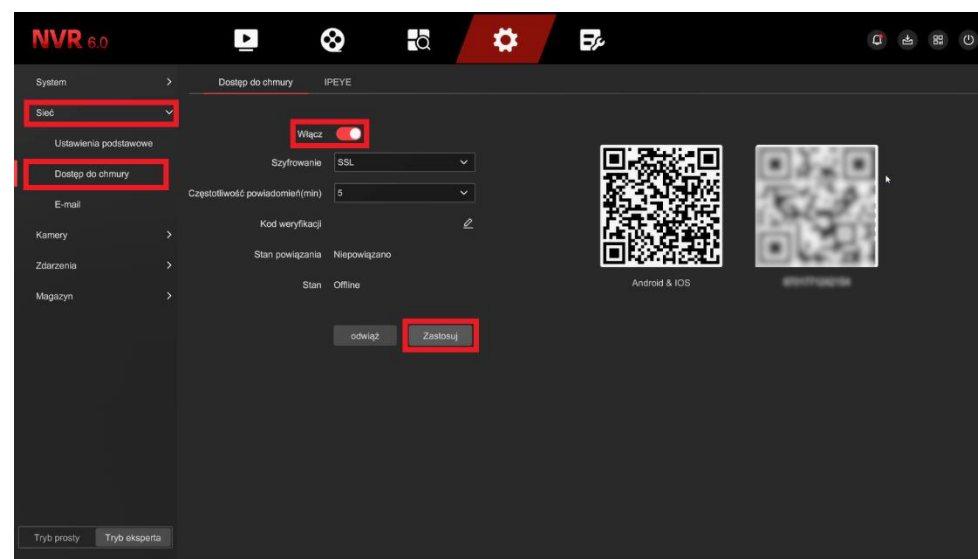 NVR 6.0
System
Sieć
Ustawienia podstawowe
Dostęp do chmury
E-mail
Kamery
Zdarzenia
Magazyn
Tryb prosty Tryb eksperta
Dostęp do chmury IPEYE
Włącz
Szyfrowanie SSL
Częstotliwość powiadomień(min) 5
Kod weryfikacji
Stan powiązania Niepowiązano
Stan Offline
odwiąż Zastosuj
Android & IOS